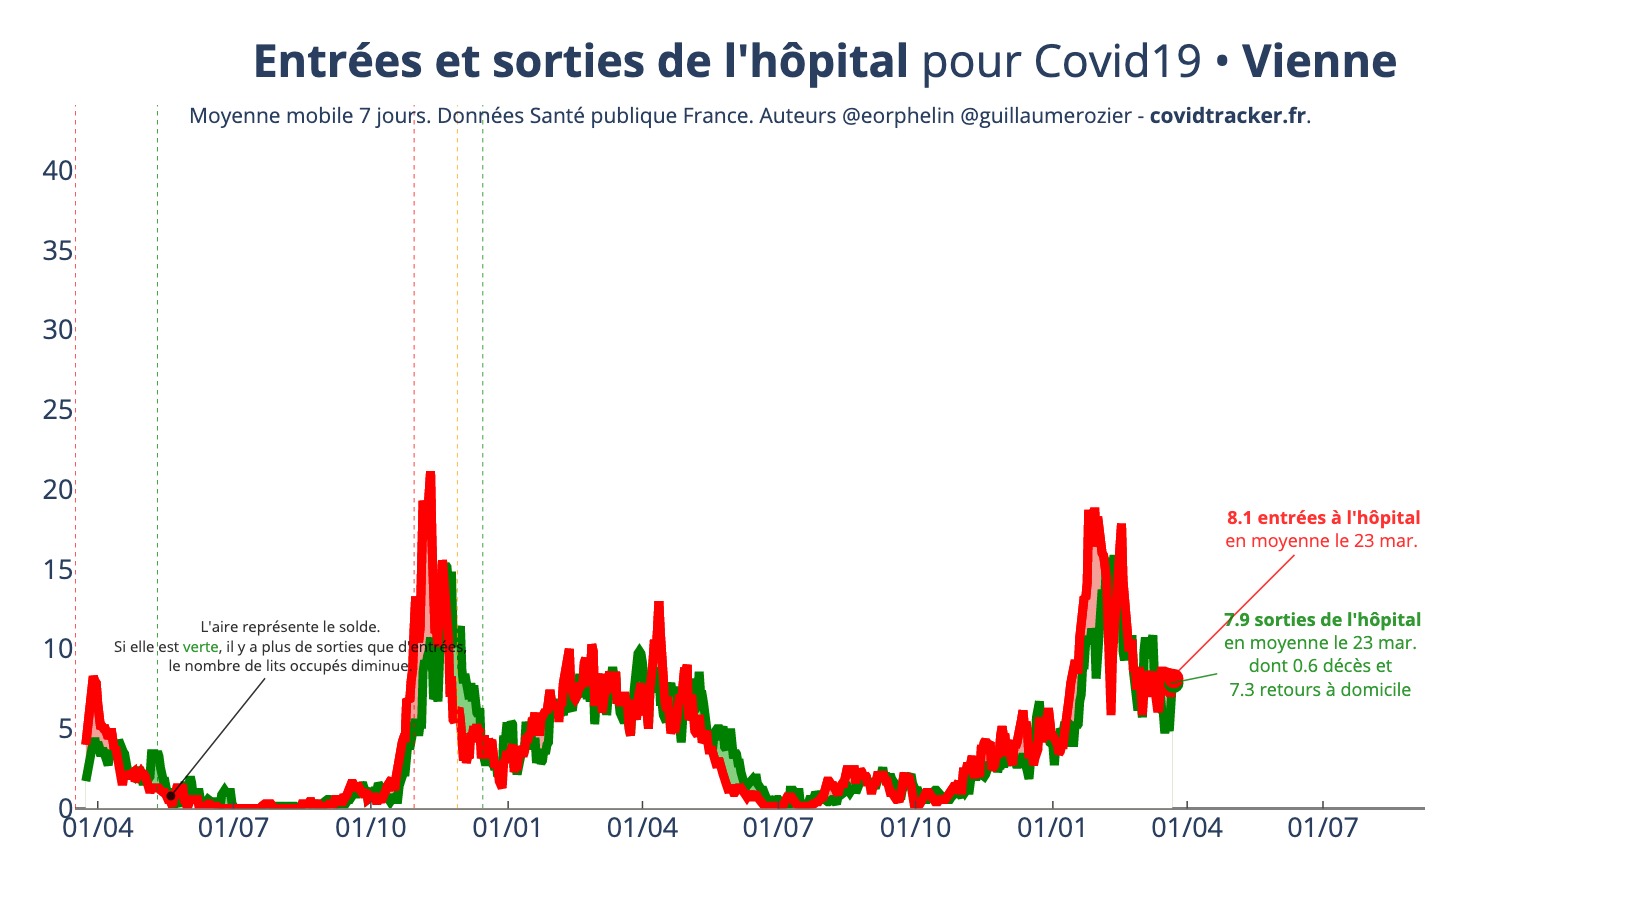 Entrées et sorties de l'hôpital pour Covid19 • Vienne
Moyenne mobile 7 jours. Données Santé publique France. Auteurs @eorphelin @guillaumerozier - covidtracker.fr.
40
35
30
25
20
15
10
5
0
8.1 entrées à l'hôpital
en moyenne le 23 mar.
7.9 sorties de l'hôpital
en moyenne le 23 mar.
dont 0.6 décès et
7.3 retours à domicile
L'aire représente le solde.
Si elle est verte, il y a plus de sorties que d'entrées,
le nombre de lits occupés diminue.
01/04 01/07 01/10 01/01 01/04 01/07 01/10 01/01 01/04 01/07